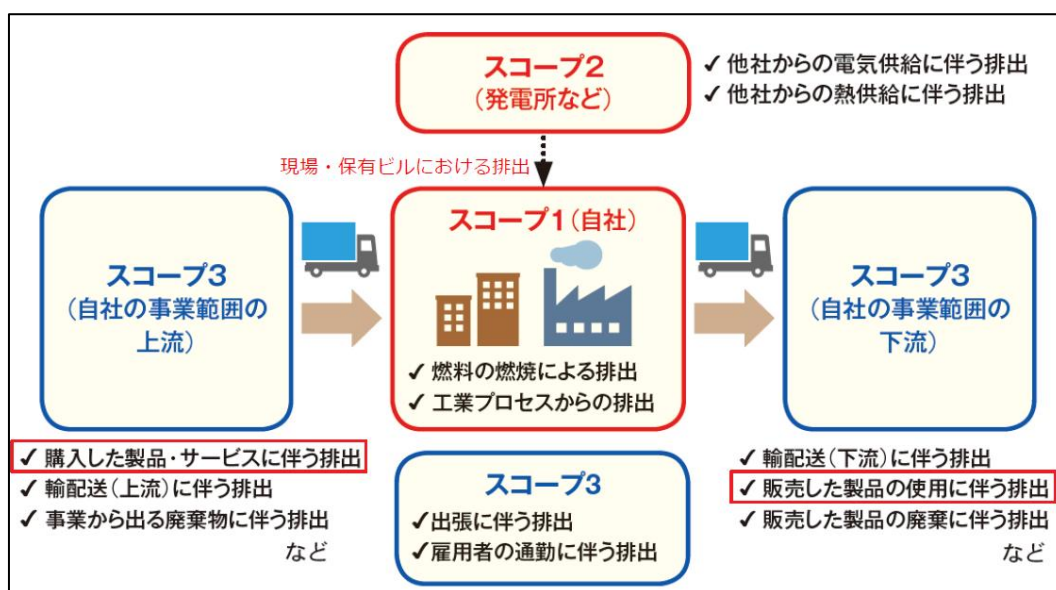 スコープ2
(発電所など)
✓ 他社からの電気供給に伴う排出
✓ 他社からの熱供給に伴う排出
現場・保有ビルにおける排出
スコープ3
(自社の事業範囲の
上流)
スコープ1(自社)
✓ 燃料の燃焼による排出
✓ 工業プロセスからの排出
スコープ3
(自社の事業範囲の
下流)
✓ 購入した製品・サービスに伴う排出
✓ 輸配送(上流)に伴う排出
✓ 事業から出る廃棄物に伴う排出
など
スコープ3
✓出張に伴う排出
✓雇用者の通勤に伴う排出
✓ 輸配送(下流)に伴う排出
✓ 販売した製品の使用に伴う排出
✓ 販売した製品の廃棄に伴う排出
など